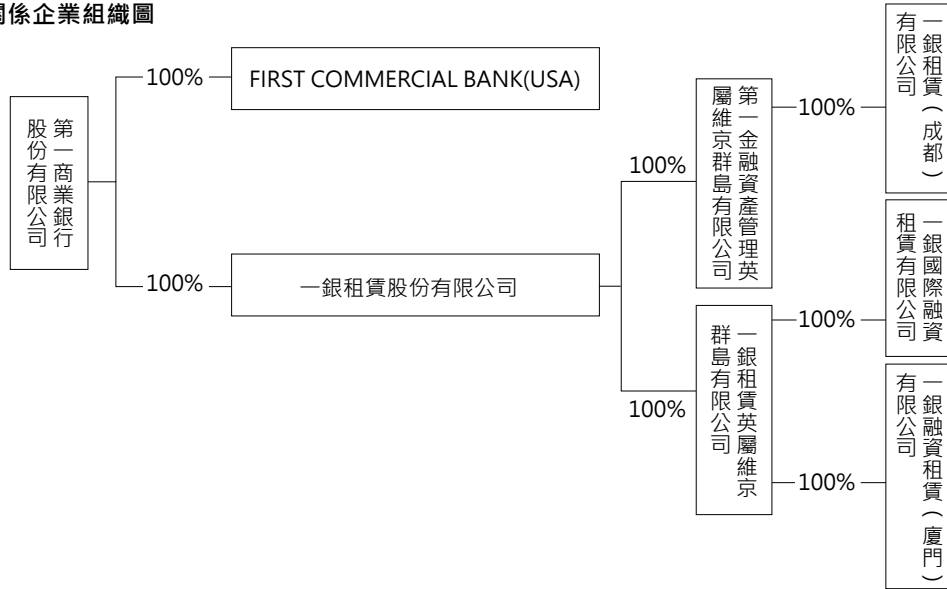 關係企業組織圖
第一商業銀行
股份有限公司
100%
FIRST COMMERCIAL BANK(USA)
100%
一銀租賃股份有限公司
100%
第一金融資產管理英
屬維京群島有限公司
100%
一銀租賃英屬維京
群島有限公司
100%
一銀租賃(成都)
有限公司
100%
一銀國際融資
租賃有限公司
100%
一銀融資租賃(廈門)
有限公司